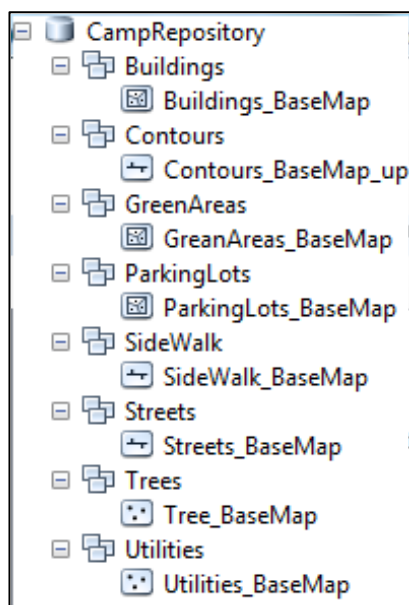 CampRepository
Buildings
Buildings_BaseMap
Contours
Contours_BaseMap_up
GreenAreas
GreanAreas_BaseMap
ParkingLots
ParkingLots_BaseMap
SideWalk
SideWalk_BaseMap
Streets
Streets_BaseMap
Trees
Tree_BaseMap
Utilities
Utilities_BaseMap